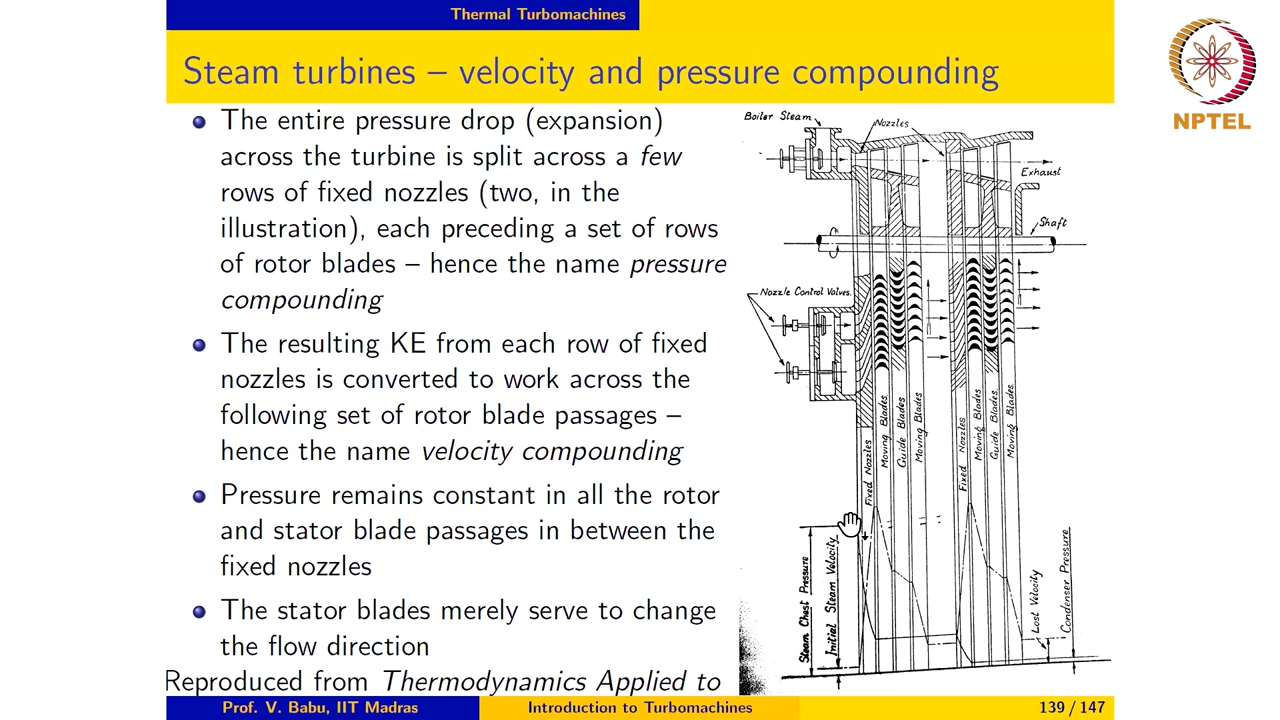 Thermal Turbomachines
Steam turbines – velocity and pressure compounding
NPTEL
The entire pressure drop (expansion)
across the turbine is split across a few
rows of fixed nozzles (two, in the
illustration), each preceding a set of rows
of rotor blades – hence the name pressure
compounding
The resulting KE from each row of fixed
nozzles is converted to work across the
following set of rotor blade passages –
hence the name velocity compounding
Pressure remains constant in all the rotor
and stator blade passages in between the
fixed nozzles
The stator blades merely serve to change
the flow direction
Reproduced from Thermodynamics Applied to
Boiler Steam
Nozzles
Exhaust
Shaft
Nozzle Control Valves.
Fixed Nozzles
Moving Blades
Guide Blades
Moving Blades
Fixed Nozzles
Moving Blades
Guide Blades.
Moving Blades.
Steam Chest Pressure
Initial Steam Velocity
Lost Velocity
Condenser Pressure
Prof. V. Babu, IIT Madras
Introduction to Turbomachines
139 / 147